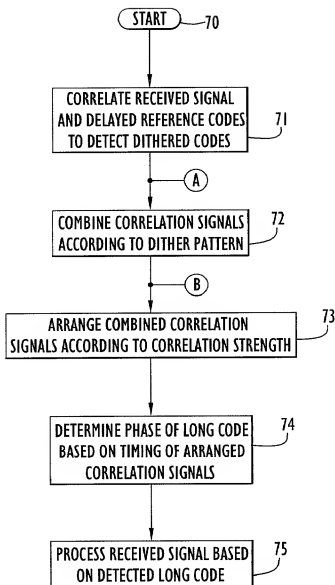 START
70
CORRELATE RECEIVED SIGNAL
AND DELAYED REFERENCE CODES
TO DETECT DITHERED CODES
71
A
COMBINE CORRELATION SIGNALS
ACCORDING TO DITHER PATTERN
72
B
ARRANGE COMBINED CORRELATION
SIGNALS ACCORDING TO CORRELATION STRENGTH
73
DETERMINE PHASE OF LONG CODE
BASED ON TIMING OF ARRANGED
CORRELATION SIGNALS
74
PROCESS RECEIVED SIGNAL BASED
ON DETECTED LONG CODE
75